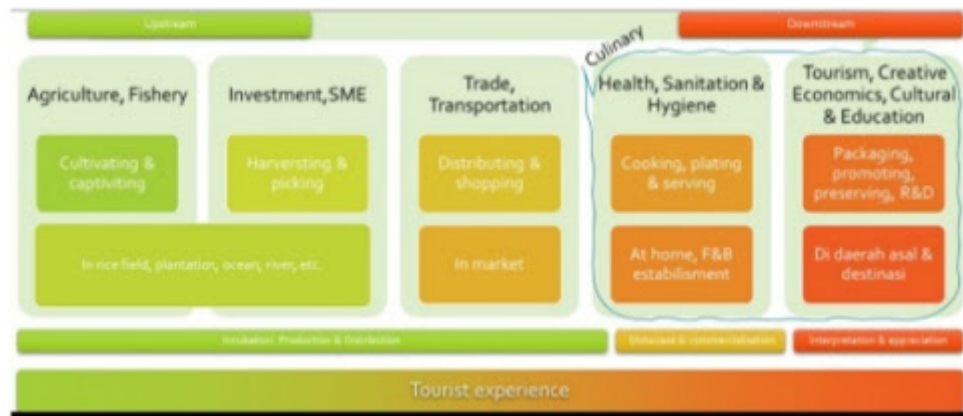 Upstream
Downstream
Culinary
Agriculture, Fishery
Investment, SME
Trade,
Transportation
Health, Sanitation &
Hygiene
Tourism, Creative
Economics, Cultural
& Education
Cultivating &
captiviting
Harversting &
picking
Distributing &
shopping
Cooking, plating
& serving
Packaging,
promoting,
preserving, R&D
In rice field, plantation, ocean, river, etc.
In market
At home, F&B
estabilisment
Di daerah asal &
destinasi
Incubation, Production & Distribution
Showcase & commercialisation
Interpretation & appreciation
Tourist experience